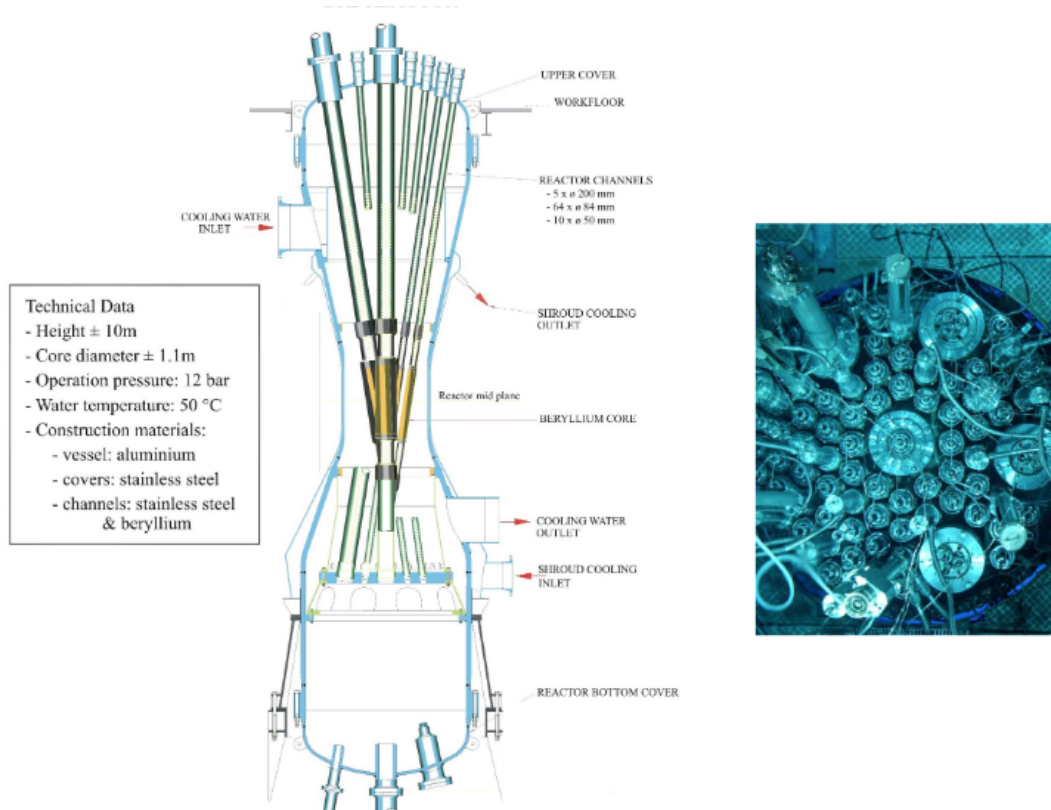 UPPER COVER
WORKFLOOR
REACTOR CHANNELS
- 5 x ø 200 mm
- 64 x ø 84 mm
- 10 x ø 50 mm
COOLING WATER
INLET
SHROUD COOLING
OUTLET
Technical Data
- Height ± 10m
- Core diameter ± 1.1m
- Operation pressure: 12 bar
- Water temperature: 50 °C
- Construction materials:
- vessel: aluminium
- covers: stainless steel
- channels: stainless steel
& beryllium
Reactor mid plane
BERYLLIUM CORE
COOLING WATER
OUTLET
SHROUD COOLING
INLET
REACTOR BOTTOM COVER